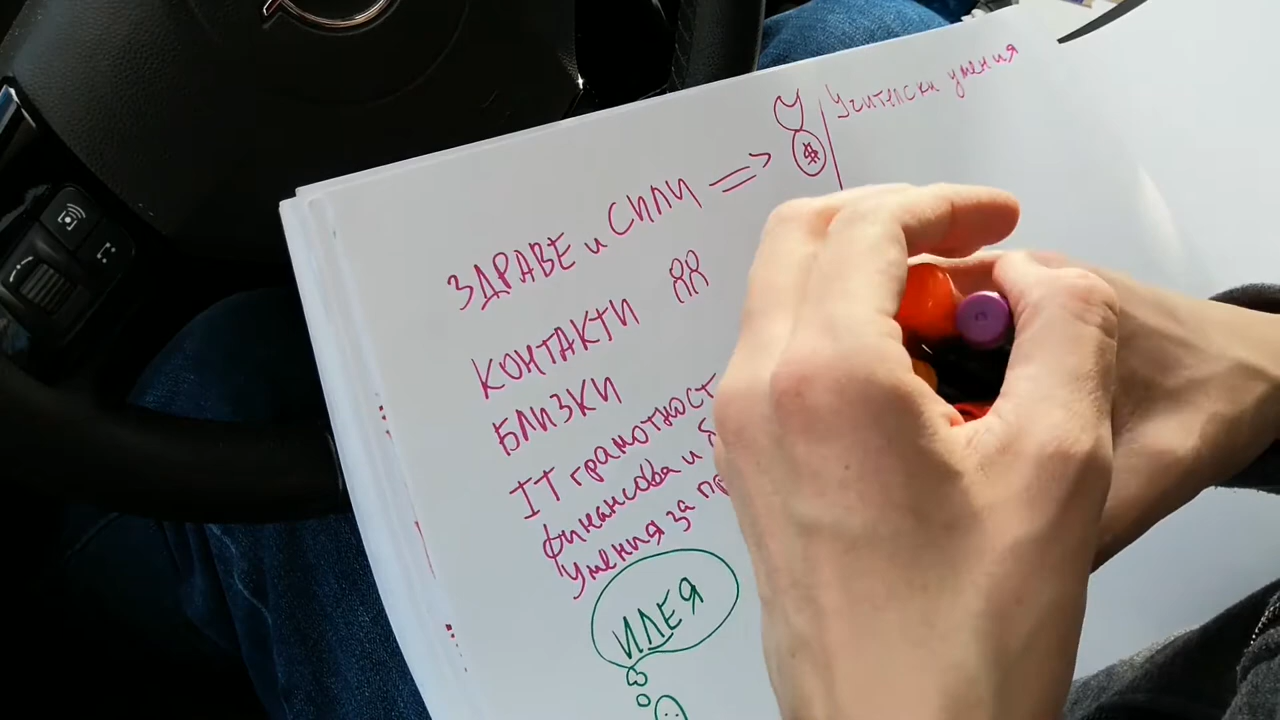 Учителски умения
ЗДРАВЕ и СИЛИ => $
КОНТАКТИ
БЛИЗКИ
IT грамотност
финансова и
Умения за
ИДЕЯ